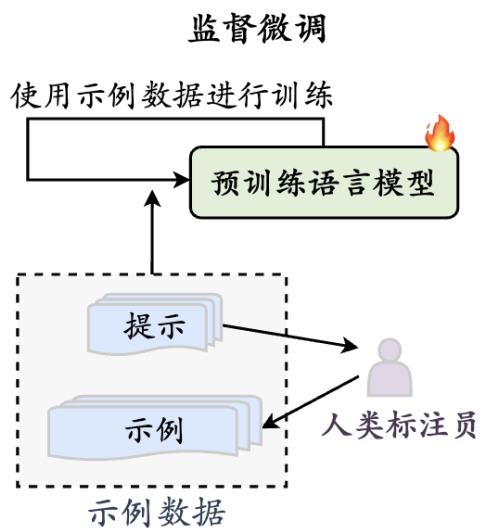 监督微调
使用示例数据进行训练
预训练语言模型
提示
示例
人类标注员
示例数据